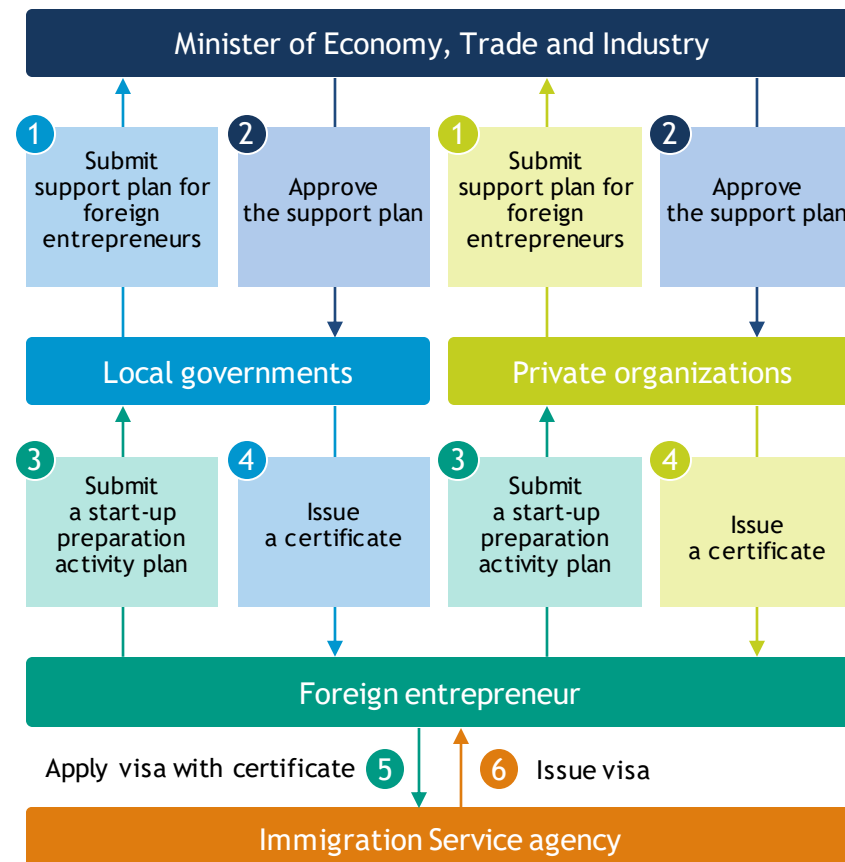 Minister of Economy, Trade and Industry
1
Submit
support plan for
foreign
entrepreneurs
2
Approve
the support plan
1
Submit
support plan for
foreign
entrepreneurs
2
Approve
the support plan
Local governments
Private organizations
3
Submit
a start-up
preparation
activity plan
4
Issue
a certificate
3
Submit
a start-up
preparation
activity plan
4
Issue
a certificate
Foreign entrepreneur
Apply visa with certificate 5
6 Issue visa
Immigration Service agency